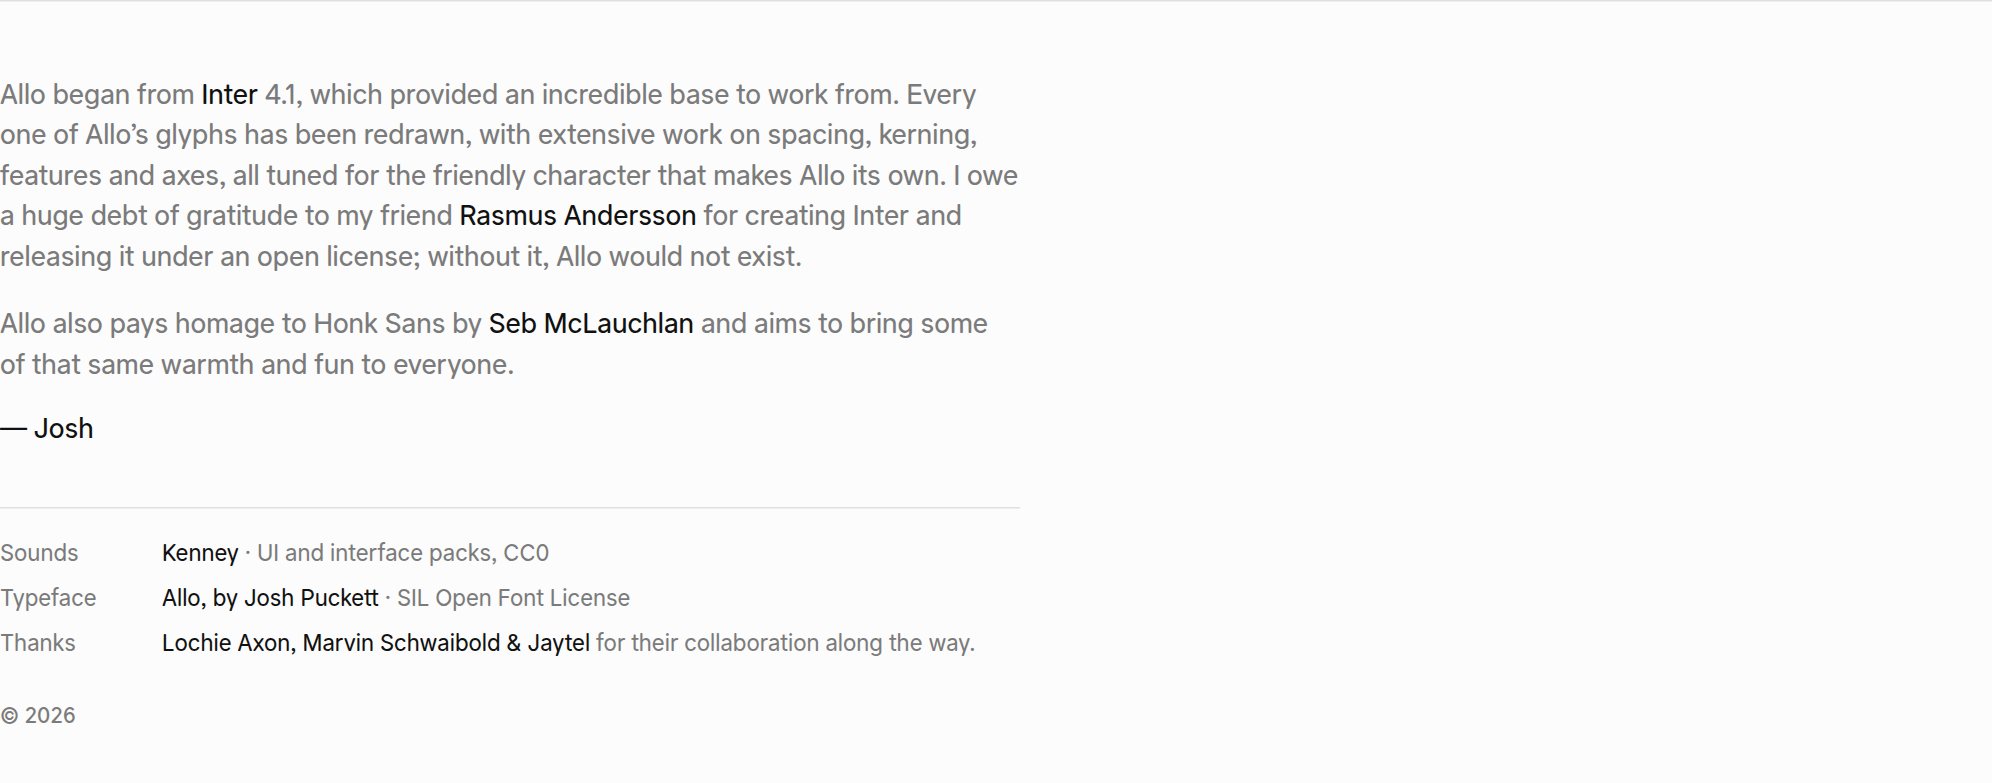 Allo began from Inter 4.1, which provided an incredible base to work from. Every
one of Allo’s glyphs has been redrawn, with extensive work on spacing, kerning,
features and axes, all tuned for the friendly character that makes Allo its own. I owe
a huge debt of gratitude to my friend Rasmus Andersson for creating Inter and
releasing it under an open license; without it, Allo would not exist.
Allo also pays homage to Honk Sans by Seb McLauchlan and aims to bring some
of that same warmth and fun to everyone.
— Josh
Sounds Kenney · UI and interface packs, CC0
Typeface Allo, by Josh Puckett · SIL Open Font License
Thanks Lochie Axon, Marvin Schwaibold & Jaytel for their collaboration along the way.
© 2026